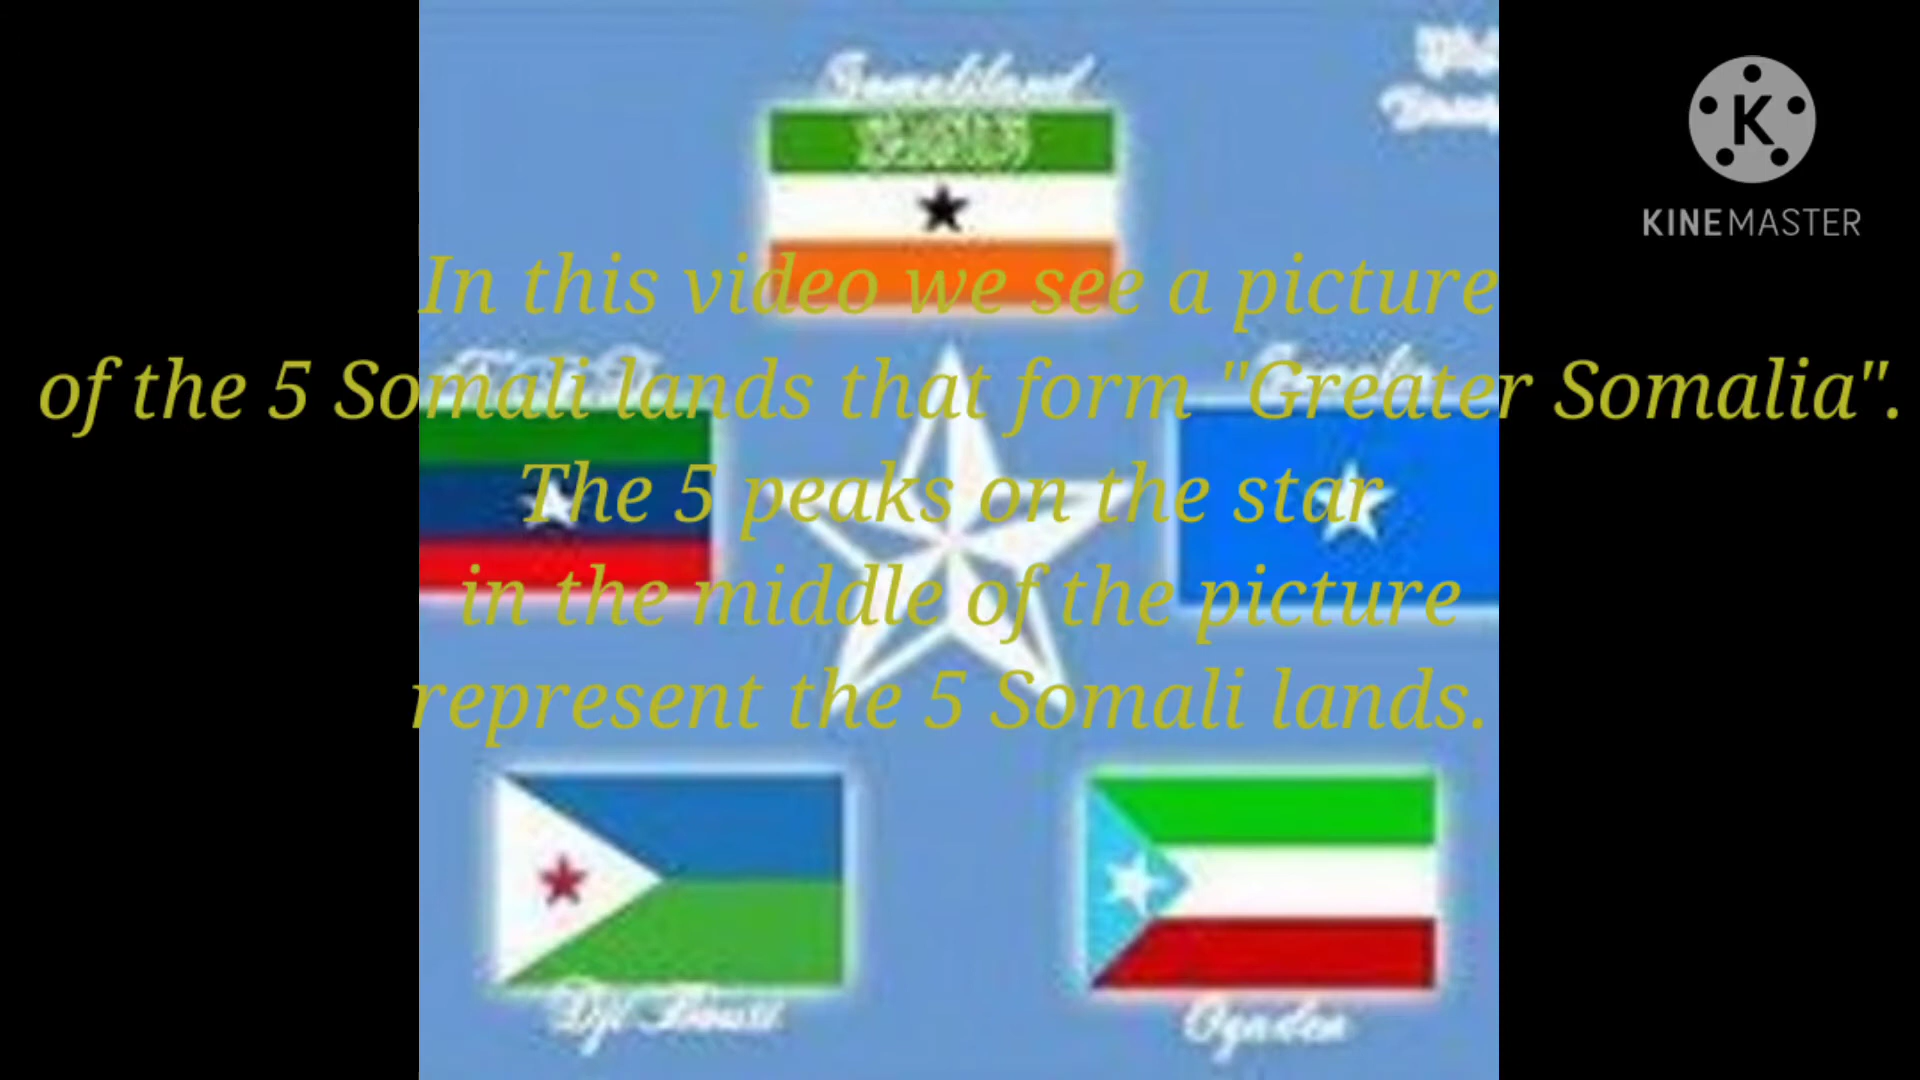 Somaliland
KINEMASTER
In this video we see a picture
of the 5 Somali lands that form "Greater Somalia".
The 5 peaks on the star
in the middle of the picture
represent the 5 Somali lands.
Ogaden